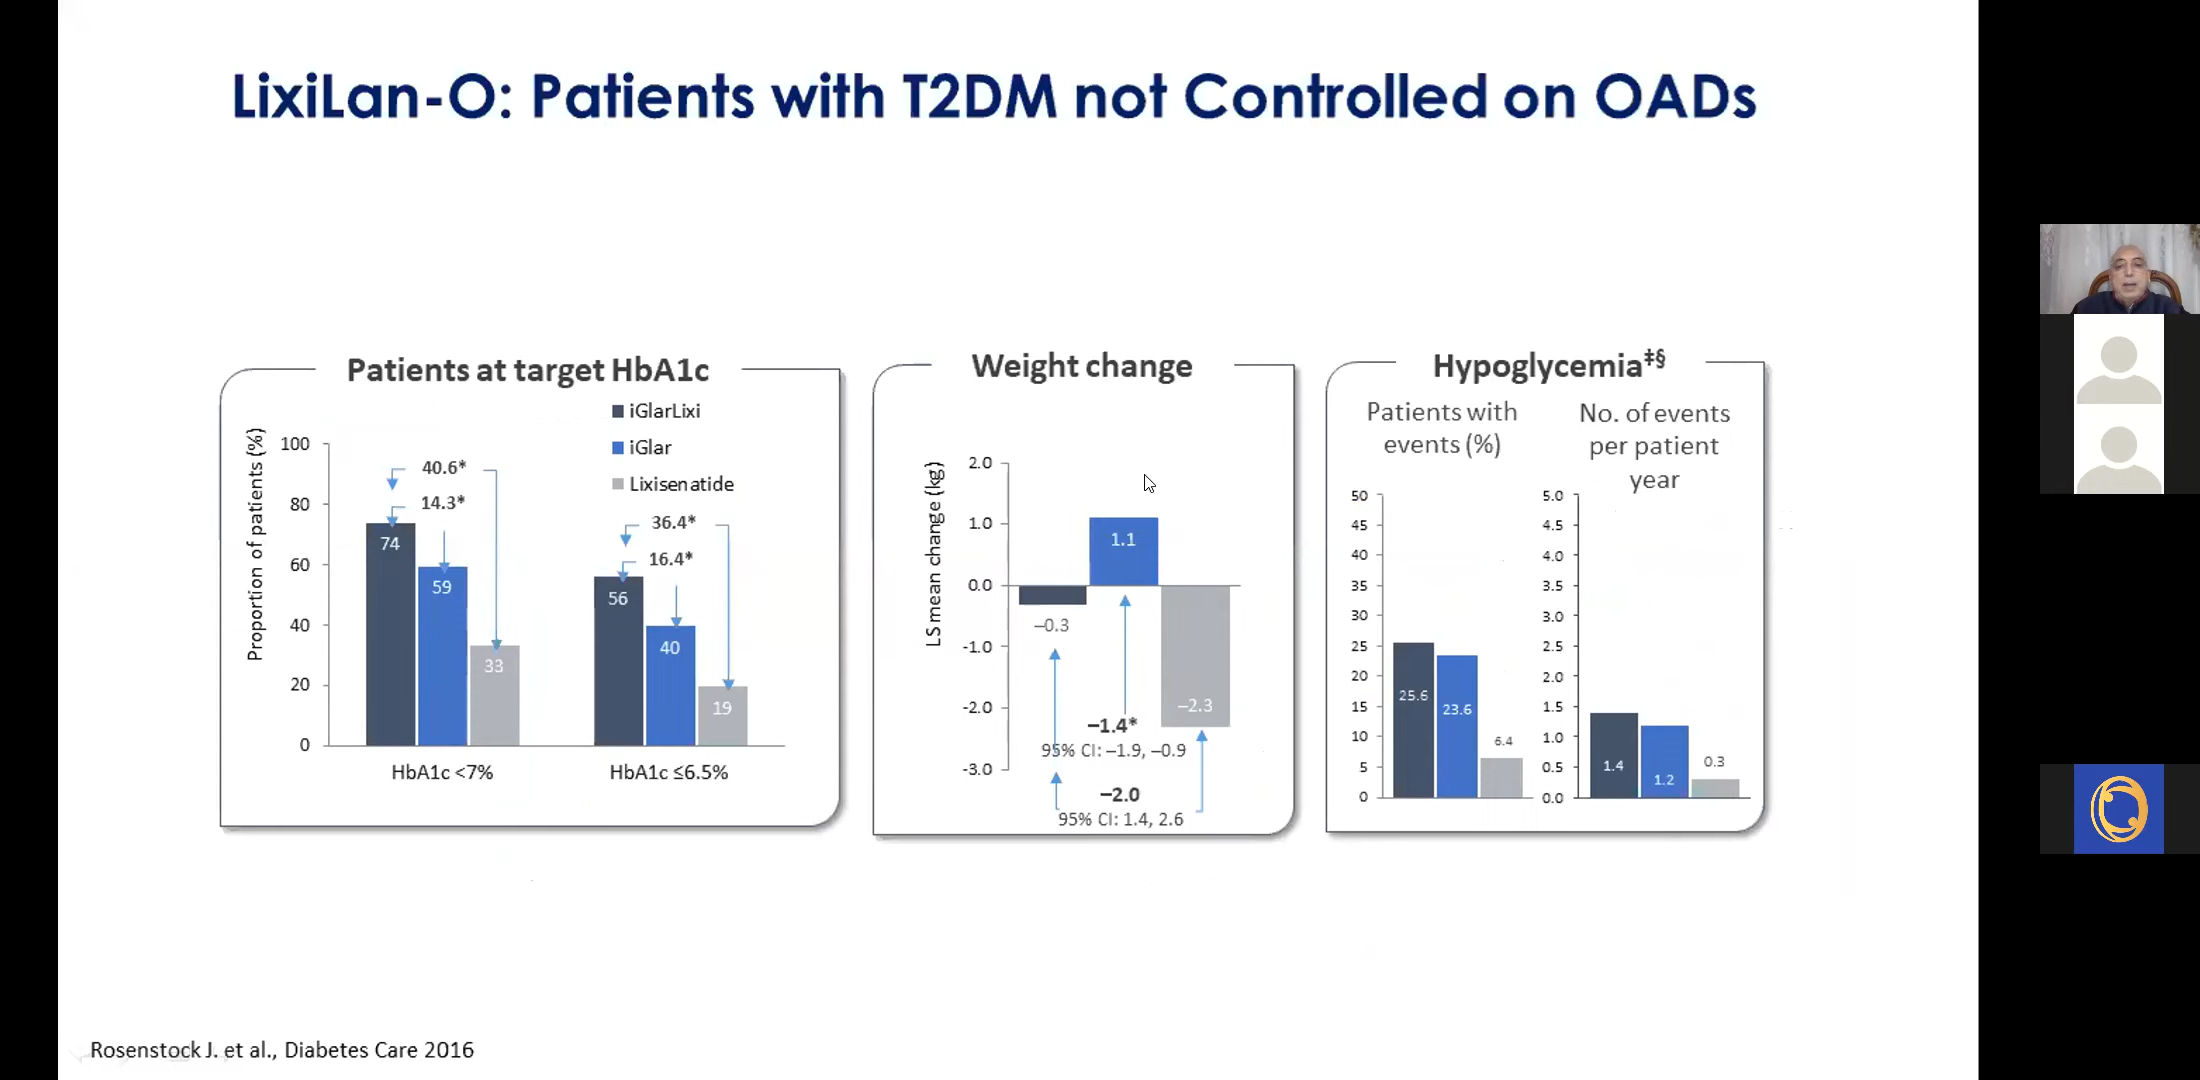 LixiLan-O: Patients with T2DM not Controlled on OADs
Patients at target HbA1c
iGlarLixi
iGlar
Lixisenatide
Proportion of patients (%)
100
80
60
40
20
0
40.6*
14.3*
74
59
33
36.4*
16.4*
56
40
19
HbA1c <7%
HbA1c ≤6.5%
Weight change
LS mean change (kg)
2.0
1.0
0.0
-1.0
-2.0
-3.0
1.1
–0.3
–2.3
–1.4*
95% CI: –1.9, –0.9
–2.0
95% CI: 1.4, 2.6
Hypoglycemia‡§
Patients with
events (%)
50
45
40
35
30
25
20
15
10
5
0
25.6
23.6
6.4
No. of events
per patient
year
5.0
4.5
4.0
3.5
3.0
2.5
2.0
1.5
1.0
0.5
0.0
1.4
1.2
0.3
Rosenstock J. et al., Diabetes Care 2016